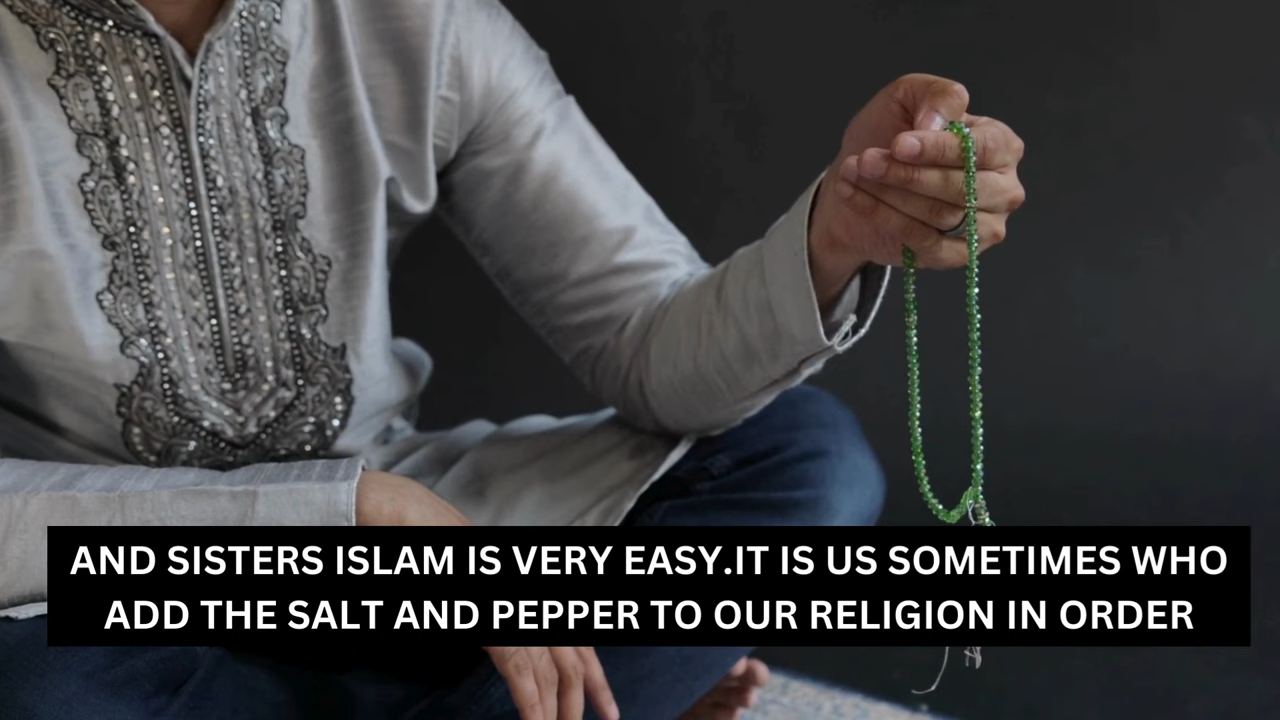 AND SISTERS ISLAM IS VERY EASY.IT IS US SOMETIMES WHO
ADD THE SALT AND PEPPER TO OUR RELIGION IN ORDER